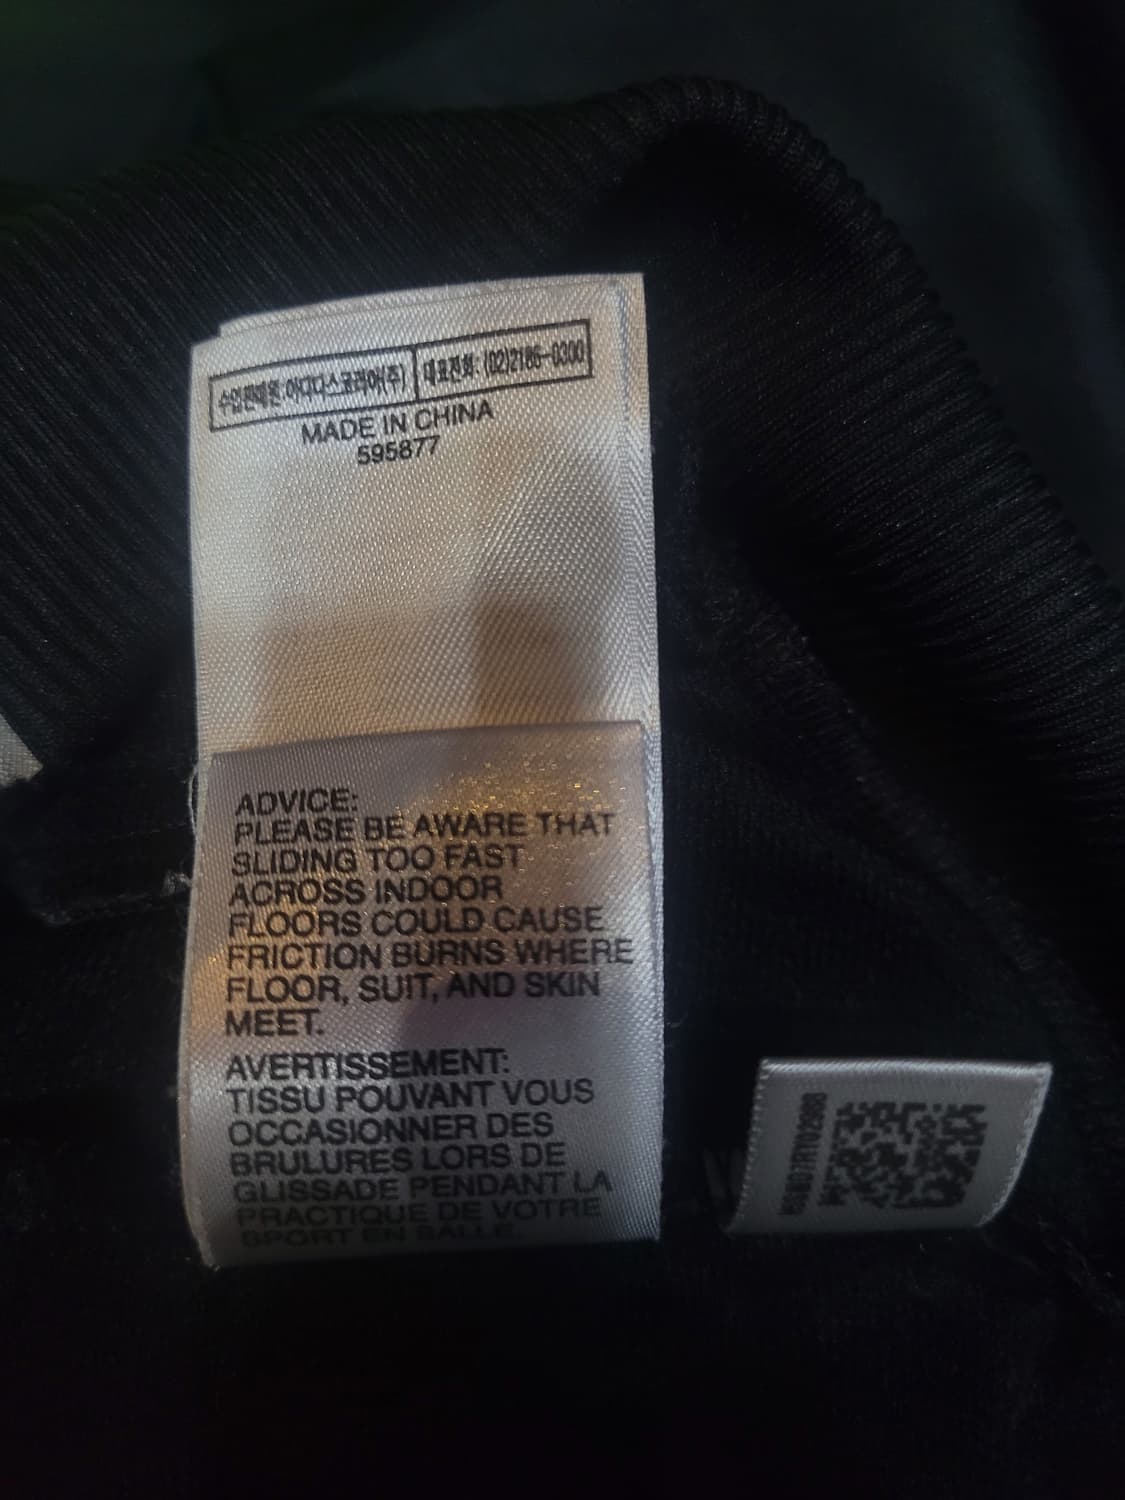 수입판매원:아디다스코리아(주) 대표전화: (02)2186-0300
MADE IN CHINA
595877
ADVICE:
PLEASE BE AWARE THAT
SLIDING TOO FAST
ACROSS INDOOR
FLOORS COULD CAUSE
FRICTION BURNS WHERE
FLOOR, SUIT, AND SKIN
MEET.
AVERTISSEMENT:
TISSU POUVANT VOUS
OCCASIONNER DES
BRULURES LORS DE
GLISSADE PENDANT LA
PRACTIQUE DE VOTRE
SPORT EN SALLE.